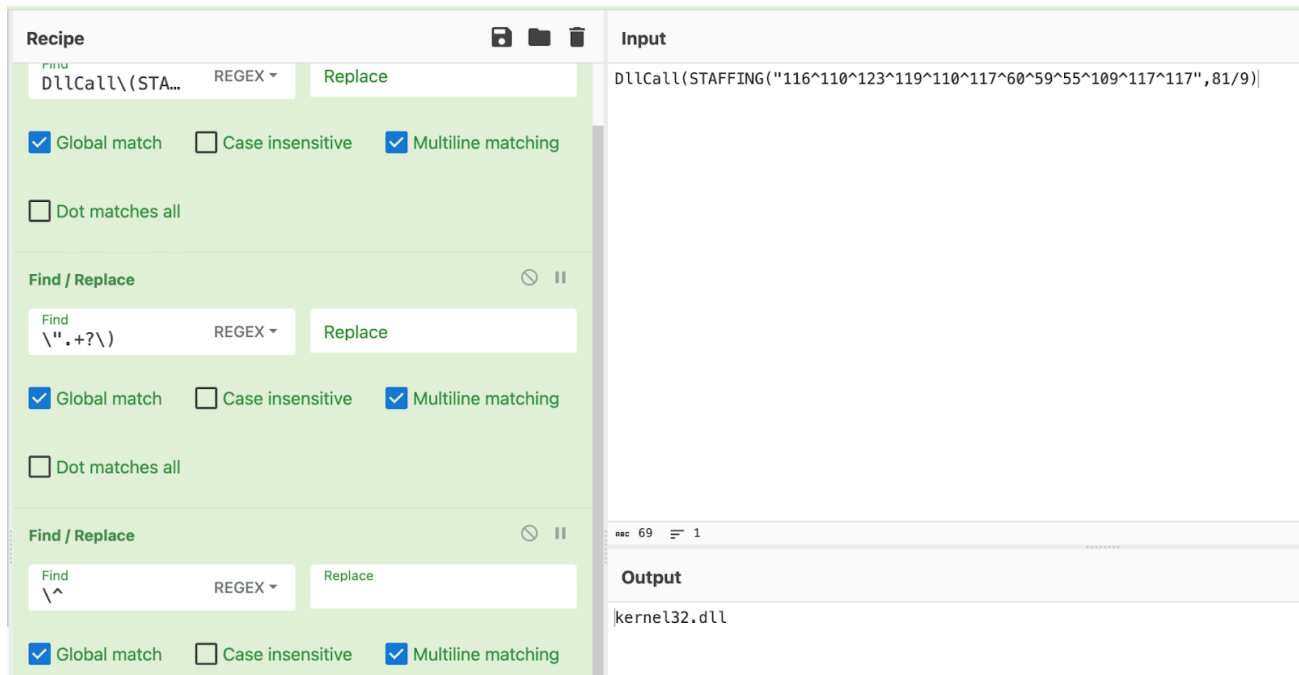 Recipe
Input
Find
DllCall\(STA…
REGEX
Replace
Global match
Case insensitive
Multiline matching
Dot matches all
Find / Replace
Find
\".+?\)
REGEX
Replace
Global match
Case insensitive
Multiline matching
Dot matches all
Find / Replace
Find
\^
REGEX
Replace
Global match
Case insensitive
Multiline matching
DllCall(STAFFING("116^110^123^119^110^117^60^59^55^109^117^117",81/9)
ABC 69 1
Output
kernel32.dll